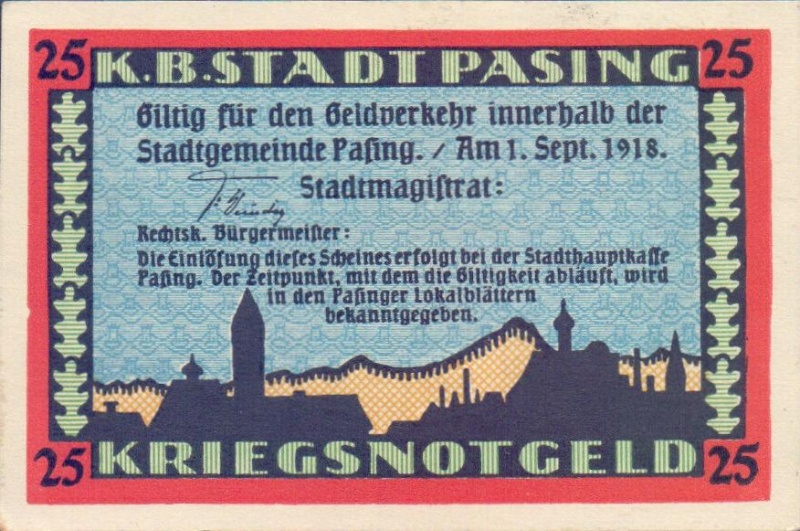 25 K.B.STADT PASING 25
Giltig für den Geldverkehr innerhalb der
Stadtgemeinde Pasing. / Am 1. Sept. 1918.
Stadtmagistrat:
Rechtsk. Bürgermeister:
Die Einlösung dieses Scheines erfolgt bei der Stadthauptkasse
Pasing. Der Zeitpunkt, mit dem die Giltigkeit abläuft, wird
in den Pasinger Lokalblättern
bekanntgegeben.
25 KRIEGSNOTGELD 25